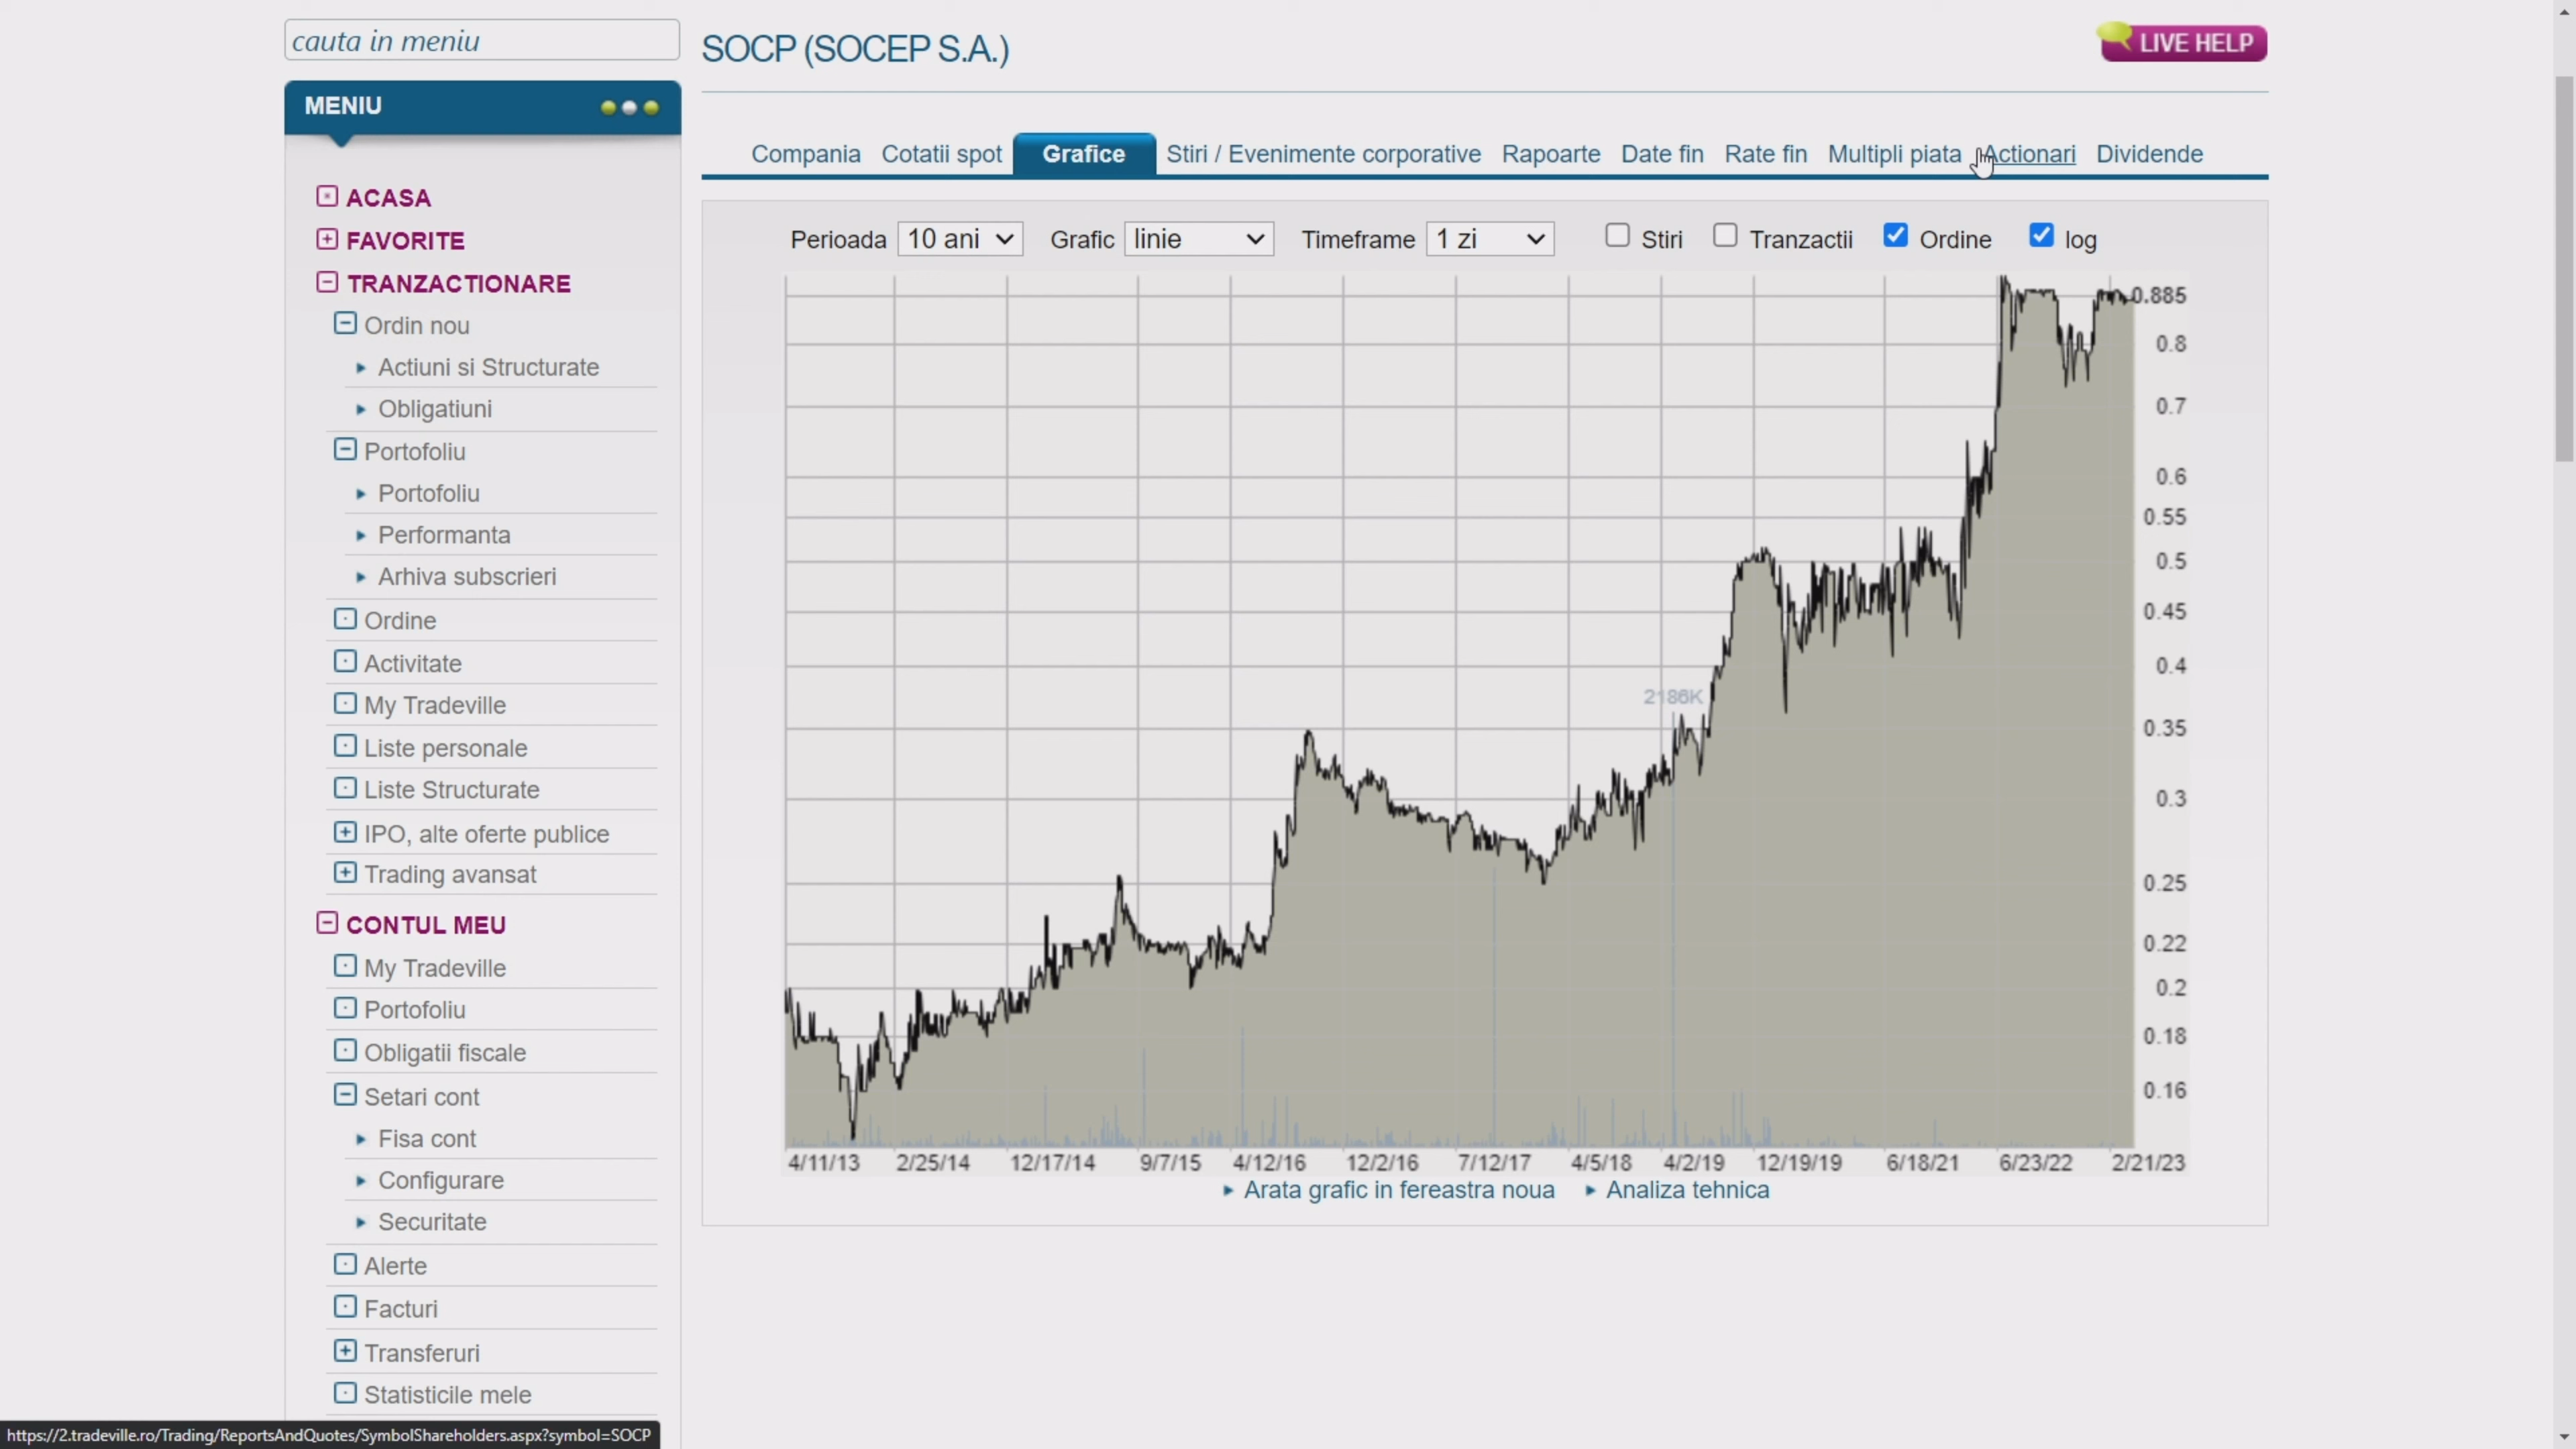 cauta in meniu
SOCP (SOCEP S.A.)
LIVE HELP
MENIU
Compania Cotatii spot Grafice Stiri / Evenimente corporative Rapoarte Date fin Rate fin Multipli piata Actionari Dividende
ACASA
FAVORITE
TRANZACTIONARE
Ordin nou
Actiuni si Structurate
Obligatiuni
Portofoliu
Portofoliu
Performanta
Arhiva subscrieri
Ordine
Activitate
My Tradeville
Liste personale
Liste Structurate
IPO, alte oferte publice
Trading avansat
CONTUL MEU
My Tradeville
Portofoliu
Obligatii fiscale
Setari cont
Fisa cont
Configurare
Securitate
Alerte
Facturi
Transferuri
Statisticile mele
Perioada 10 ani Grafic linie Timeframe 1 zi Stiri Tranzactii Ordine log
0.885
0.8
0.7
0.6
0.55
0.5
0.45
0.4
2186K
0.35
0.3
0.25
0.22
0.2
0.18
0.16
4/11/13 2/25/14 12/17/14 9/7/15 4/12/16 12/2/16 7/12/17 4/5/18 4/2/19 12/19/19 6/18/21 6/23/22 2/21/23
Arata grafic in fereastra noua Analiza tehnica
https://2.tradeville.ro/Trading/ReportsAndQuotes/SymbolShareholders.aspx?symbol=SOCP